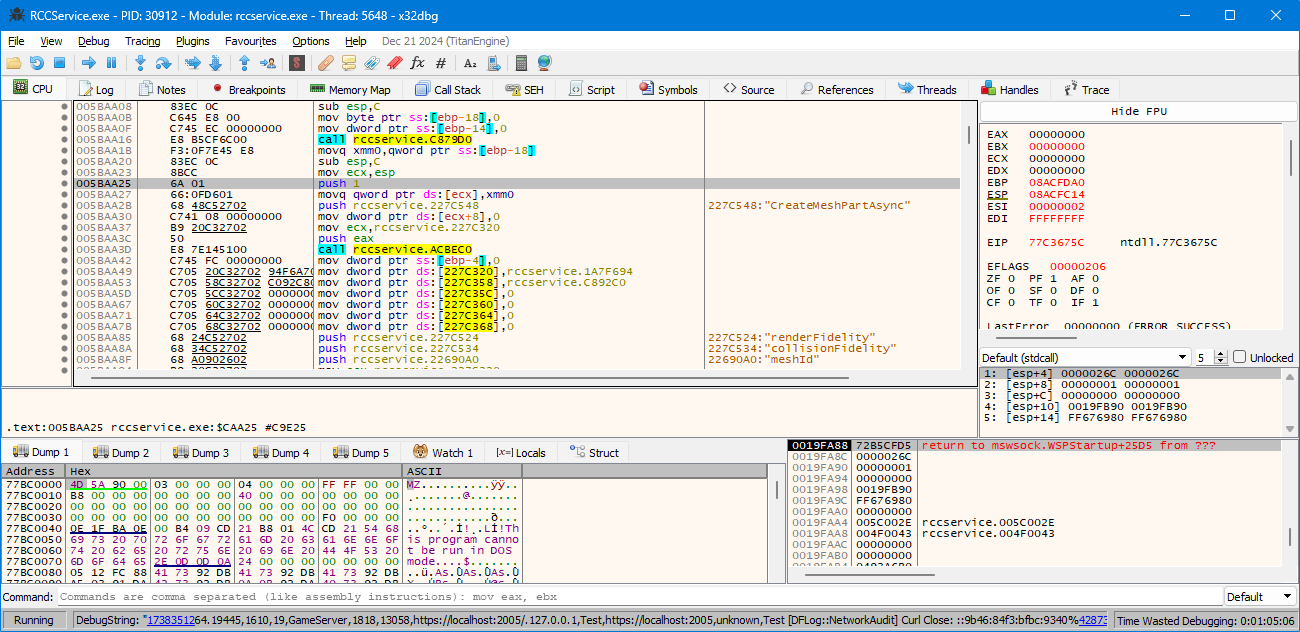 RCCService.exe - PID: 30912 - Module: rccservice.exe - Thread: 5648 - x32dbg
File View Debug Tracing Plugins Favourites Options Help Dec 21 2024 (TitanEngine)
CPU Log Notes Breakpoints Memory Map Call Stack SEH Script Symbols Source References Threads Handles Trace
005BAA08 83EC 0C sub esp,C
005BAA0B C645 E8 00 mov byte ptr ss:[ebp-18],0
005BAA0F C745 EC 00000000 mov dword ptr ss:[ebp-14],0
005BAA16 E8 B5CF6C00 call rccservice.C879D0
005BAA1B F3:0F7E45 E8 movq xmm0,qword ptr ss:[ebp-18]
005BAA20 83EC 0C sub esp,C
005BAA23 8BCC mov ecx,esp
005BAA25 6A 01 push 1
005BAA27 66:0FD601 movq qword ptr ds:[ecx],xmm0
005BAA2B 68 48C52702 push rccservice.227C548 227C548:"CreateMeshPartAsync"
005BAA30 C741 08 00000000 mov dword ptr ds:[ecx+8],0
005BAA37 B9 20C32702 mov ecx,rccservice.227C320
005BAA3C 50 push eax
005BAA3D E8 7E145100 call rccservice.ACBEC0
005BAA42 C745 FC 00000000 mov dword ptr ss:[ebp-4],0
005BAA49 C705 20C32702 94F6A70 mov dword ptr ds:[227C320],rccservice.1A7F694
005BAA53 C705 58C32702 C092C80 mov dword ptr ds:[227C358],rccservice.C892C0
005BAA5D C705 5CC32702 0000000 mov dword ptr ds:[227C35C],0
005BAA67 C705 60C32702 0000000 mov dword ptr ds:[227C360],0
005BAA71 C705 64C32702 0000000 mov dword ptr ds:[227C364],0
005BAA7B C705 68C32702 0000000 mov dword ptr ds:[227C368],0
005BAA85 68 24C52702 push rccservice.227C524 227C524:"renderFidelity"
005BAA8A 68 34C52702 push rccservice.227C534 227C534:"collisionFidelity"
005BAA8F 68 A0902602 push rccservice.22690A0 22690A0:"meshId"
Hide FPU
EAX 00000000
EBX 00000000
ECX 00000000
EDX 00000000
EBP 08ACFDA0
ESP 08ACFC14
ESI 00000002
EDI FFFFFFFF
EIP 77C3675C ntdll.77C3675C
EFLAGS 00000206
ZF 0 PF 1 AF 0
OF 0 SF 0 DF 0
CF 0 TF 0 IF 1
LastError 00000000 (ERROR_SUCCESS)
Default (stdcall) 5 Unlocked
1: [esp+4] 0000026C 0000026C
2: [esp+8] 00000001 00000001
3: [esp+C] 00000000 00000000
4: [esp+10] 0019FB90 0019FB90
5: [esp+14] FF676980 FF676980
.text:005BAA25 rccservice.exe:$CAA25 #C9E25
Dump 1 Dump 2 Dump 3 Dump 4 Dump 5 Watch 1 [x=] Locals Struct
Address Hex ASCII
77BC0000 4D 5A 90 00 03 00 00 00 04 00 00 00 FF FF 00 00 MZ..........ÿÿ..
77BC0010 B8 00 00 00 00 00 00 00 40 00 00 00 00 00 00 00 ¸.......@.......
77BC0020 00 00 00 00 00 00 00 00 00 00 00 00 00 00 00 00 ................
77BC0030 00 00 00 00 00 00 00 00 00 00 00 00 F0 00 00 00 ............ð...
77BC0040 0E 1F BA 0E 00 B4 09 CD 21 B8 01 4C CD 21 54 68 ..º..´.Í!¸.LÍ!Th
77BC0050 69 73 20 70 72 6F 67 72 61 6D 20 63 61 6E 6E 6F is program canno
77BC0060 74 20 62 65 20 72 75 6E 20 69 6E 20 44 4F 53 20 t be run in DOS
77BC0070 6D 6F 64 65 2E 0D 0D 0A 24 00 00 00 00 00 00 00 mode....$.......
77BC0080 05 12 FC 88 41 73 92 DB 41 73 92 DB 41 73 92 DB ..ü.As.ÛAs.ÛAs.Û
0019FA88 72B5CFD5 return to mswsock.WSPStartup+25D5 from ???
0019FA8C 0000026C
0019FA90 00000001
0019FA94 00000000
0019FA98 0019FB90
0019FA9C FF676980
0019FAA0 00000000
0019FAA4 005C002E rccservice.005C002E
0019FAA8 004F0043 rccservice.004F0043
0019FAAC 00000000
0019FAB0 00000000
Command: Commands are comma separated (like assembly instructions): mov eax, ebx Default
Running DebugString: "1738351264.19445,1610,19,GameServer,1818,13058,https://localhost:2005/.127.0.0.1,Test,https://localhost:2005,unknown,Test [DFLog::NetworkAudit] Curl Close: ::9b46:84f3:bfbc:9340%42873 Time Wasted Debugging: 0:01:05:06